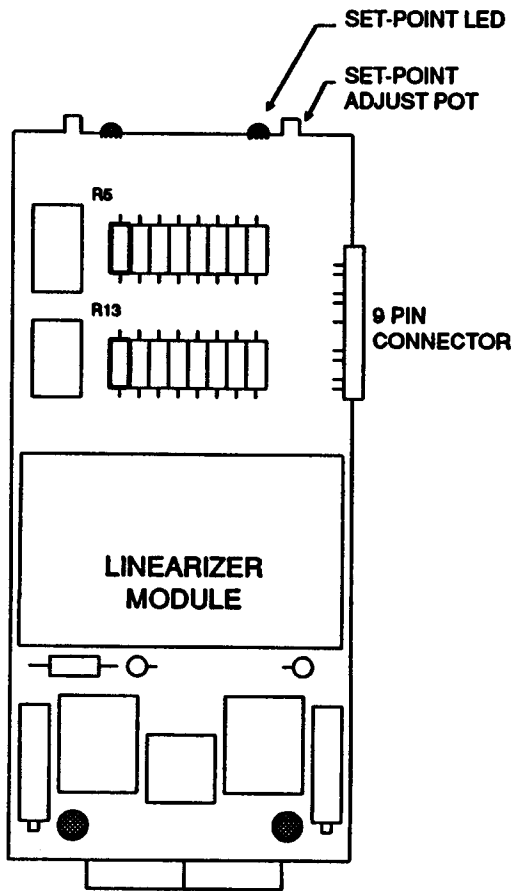 SET-POINT LED
SET-POINT
ADJUST POT
R5
R13
9 PIN
CONNECTOR
LINEARIZER
MODULE